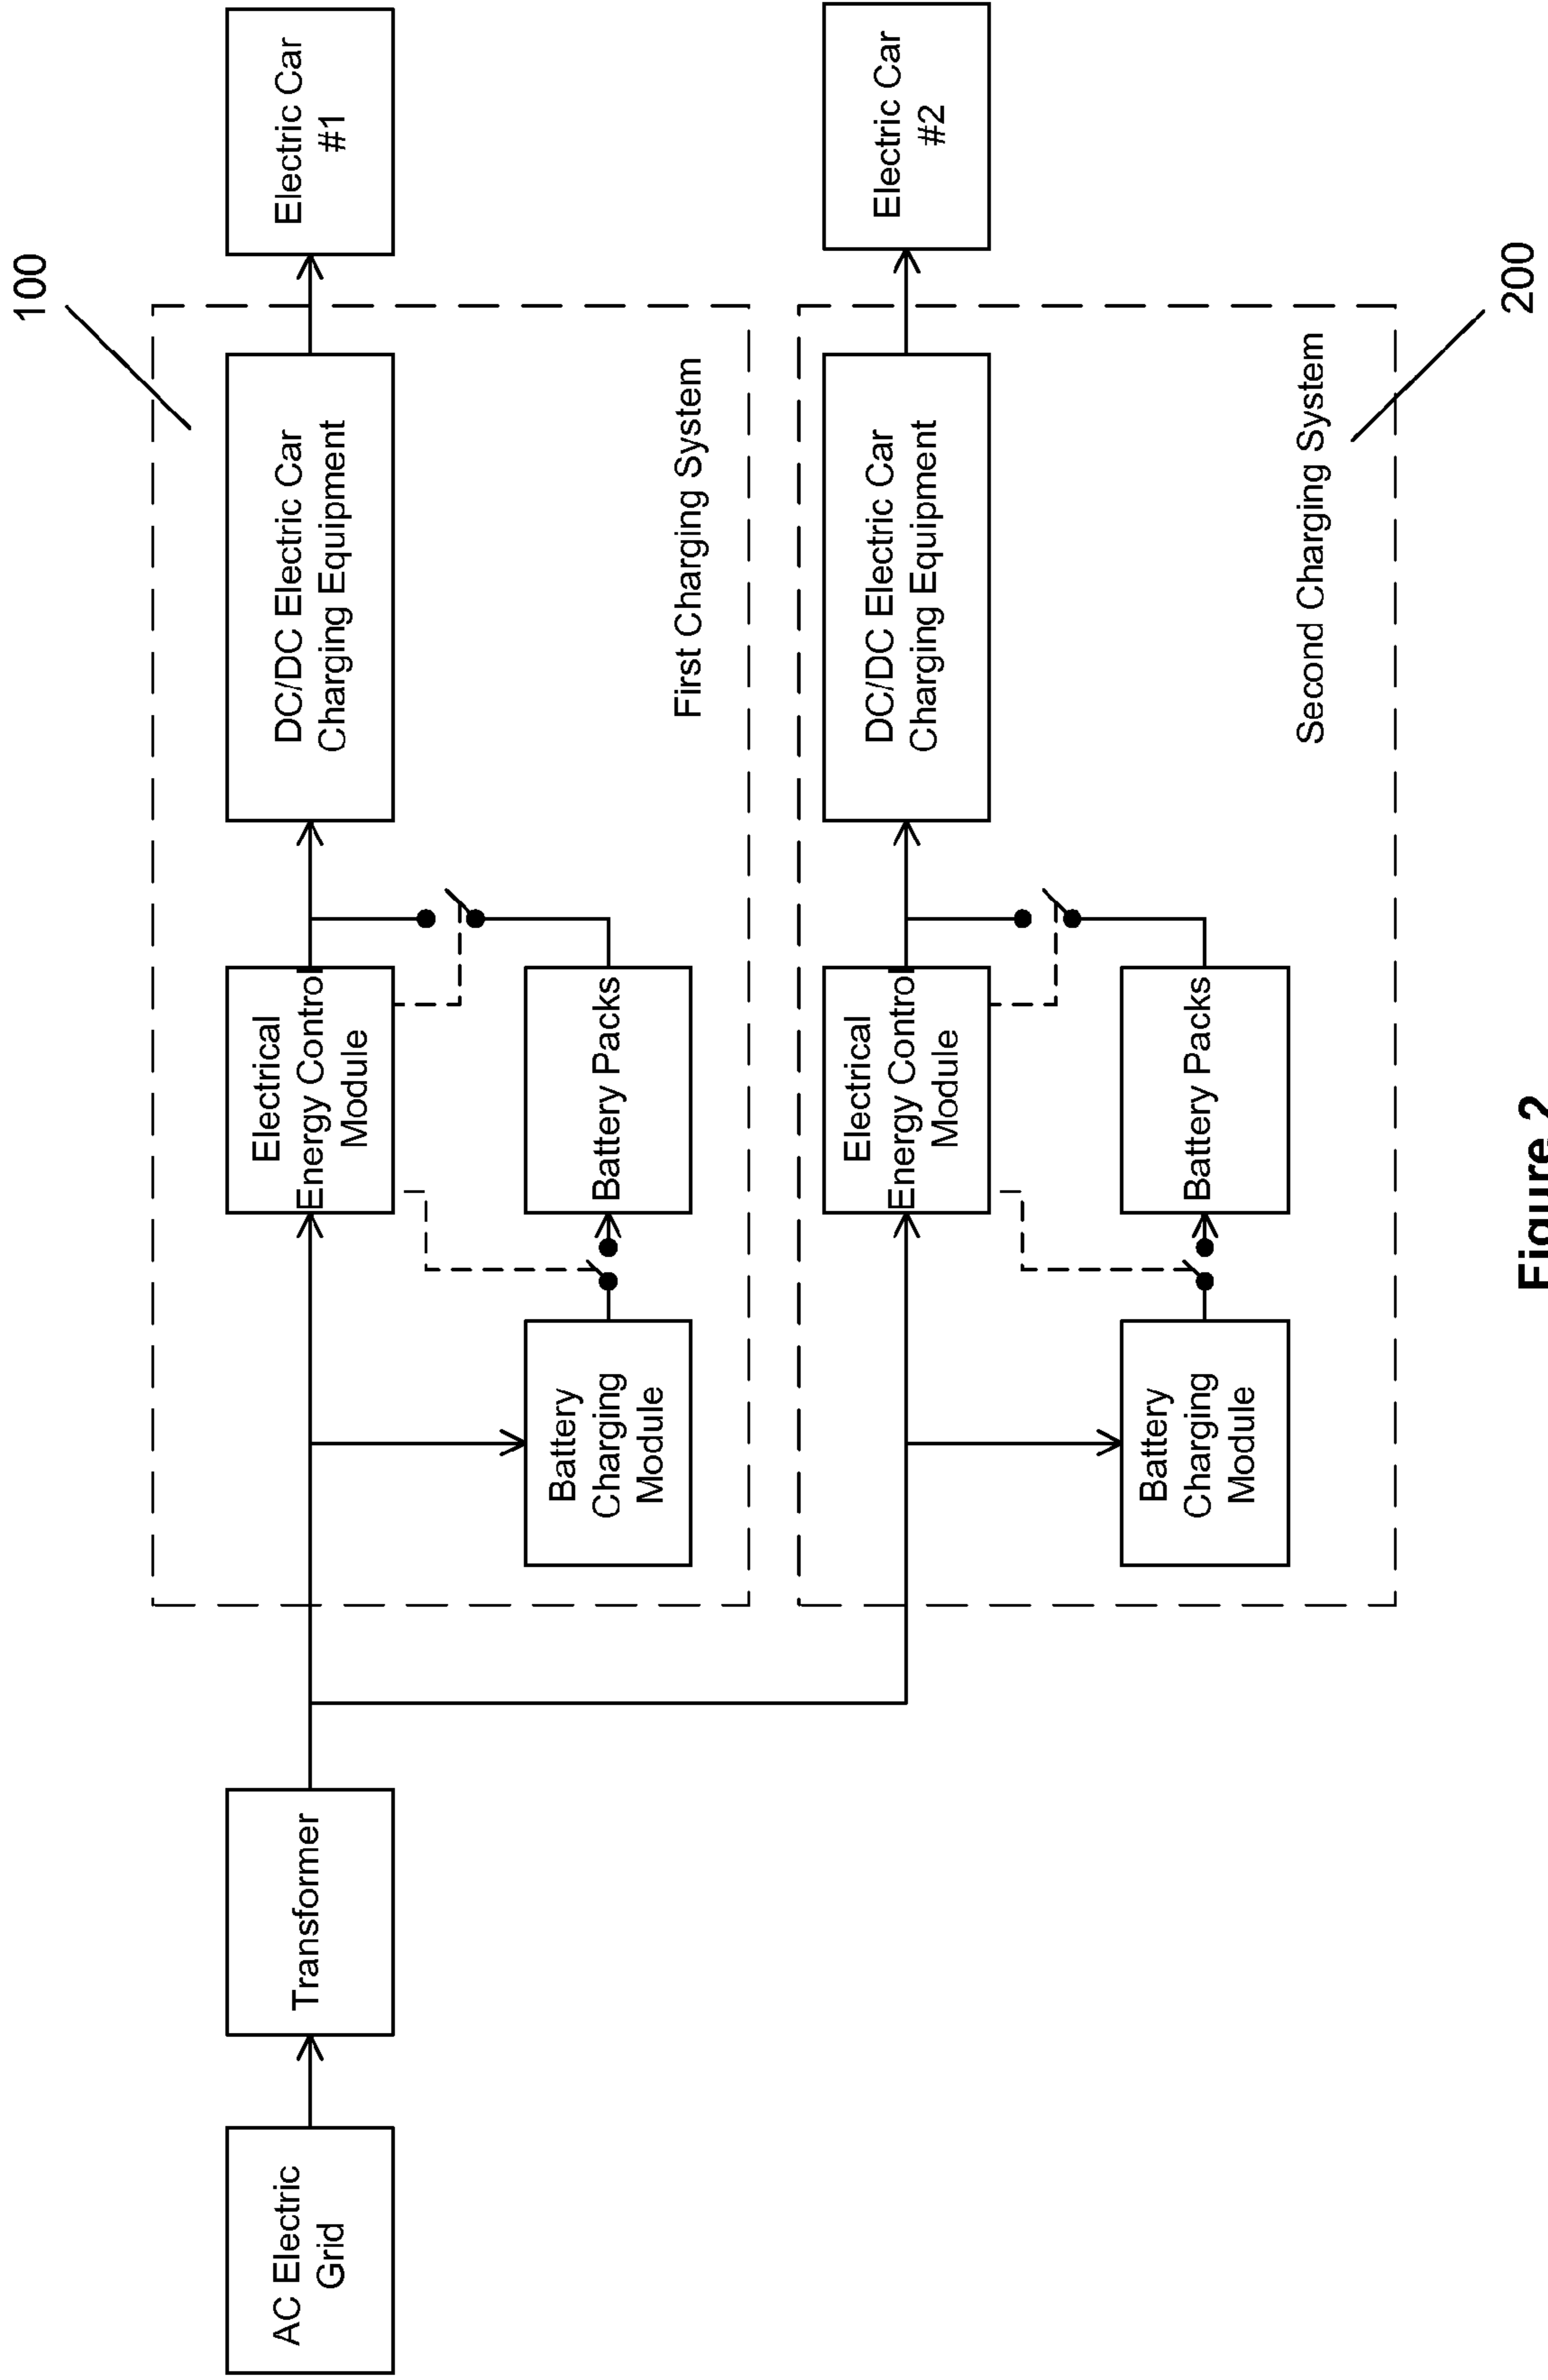 100
AC Electric
Grid
Transformer
Electrical
Energy Control
Module
DC/DC Electric Car
Charging Equipment
Electric Car
#1
Battery
Charging
Module
Battery Packs
First Charging System
Electrical
Energy Control
Module
DC/DC Electric Car
Charging Equipment
Electric Car
#2
Battery
Charging
Module
Battery Packs
Second Charging System
200
Figure 2